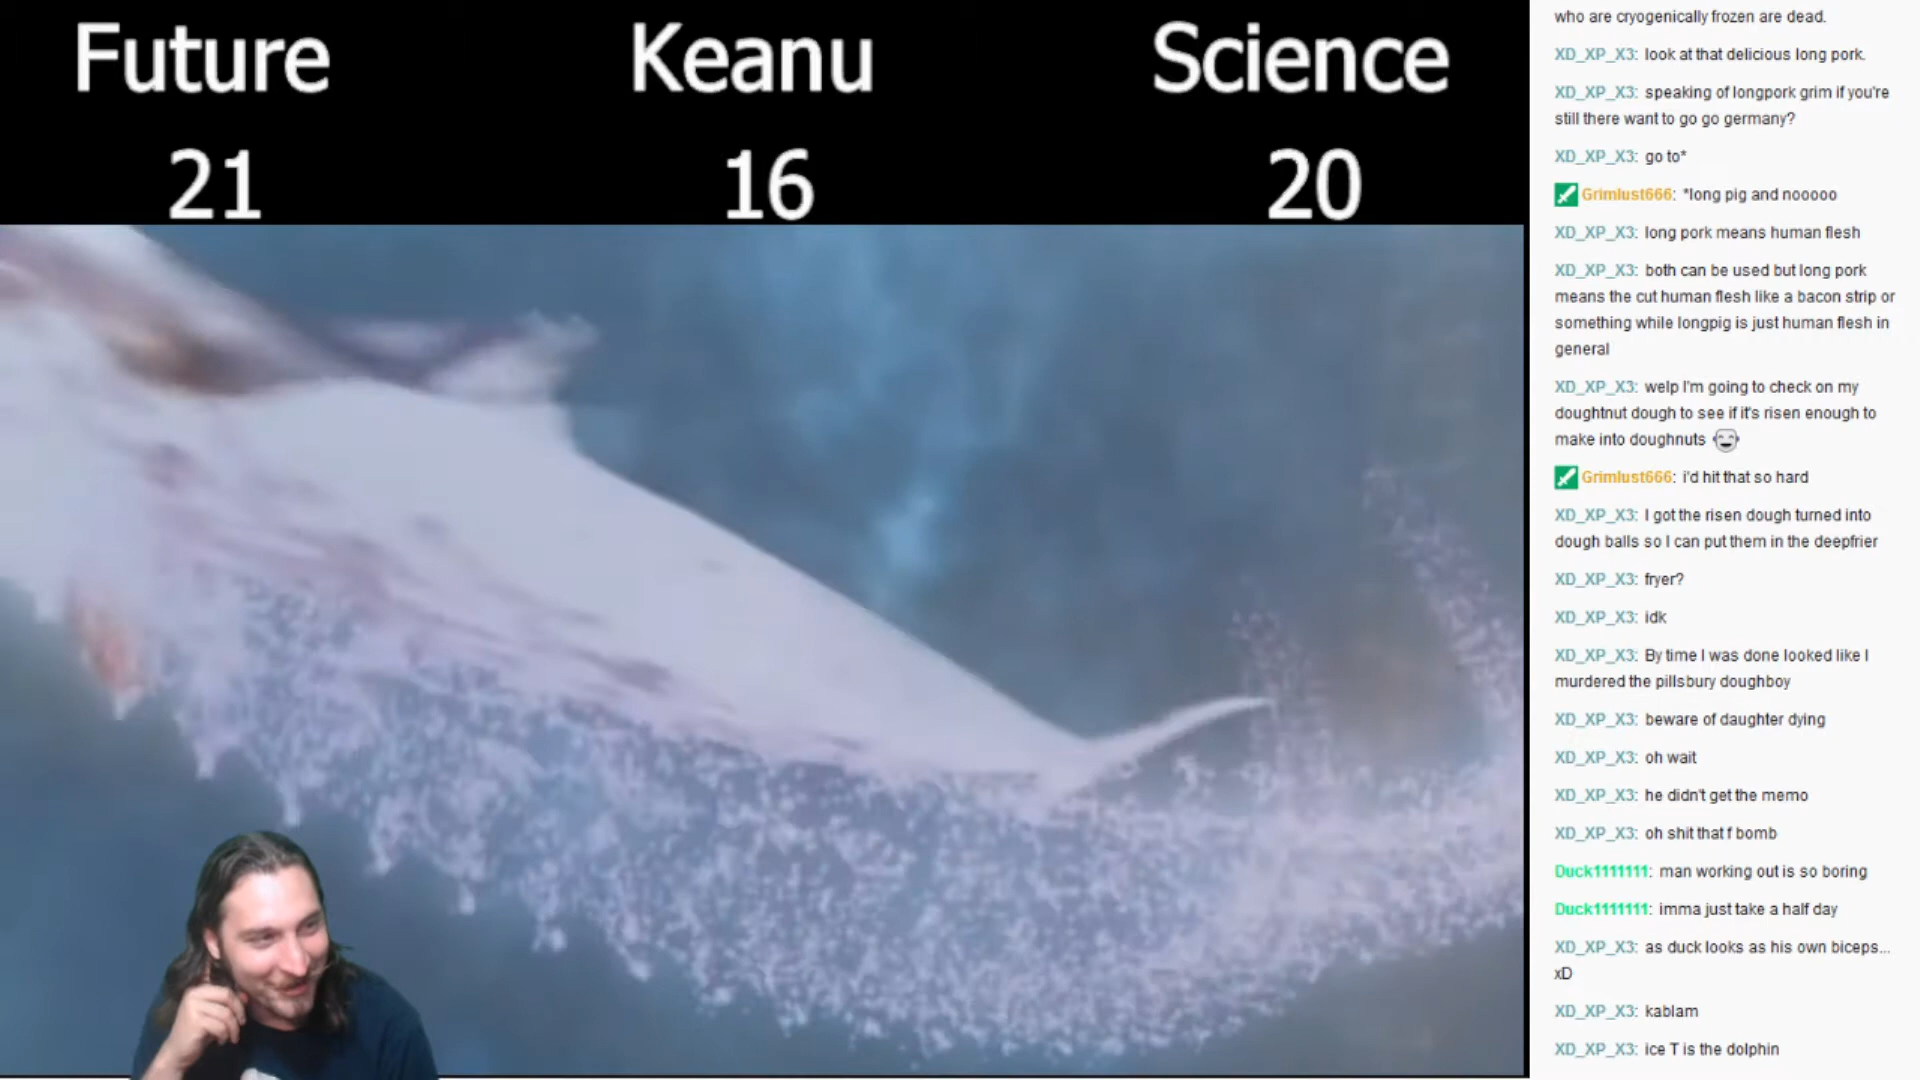 Future Keanu Science
21 16 20
who are cryogenically frozen are dead.
XD_XP_X3: look at that delicious long pork.
XD_XP_X3: speaking of longpork grim if you're
still there want to go go germany?
XD_XP_X3: go to*
Grimlust666: *long pig and nooooo
XD_XP_X3: long pork means human flesh
XD_XP_X3: both can be used but long pork
means the cut human flesh like a bacon strip or
something while longpig is just human flesh in
general
XD_XP_X3: welp I'm going to check on my
doughtnut dough to see if it's risen enough to
make into doughnuts
Grimlust666: i'd hit that so hard
XD_XP_X3: I got the risen dough turned into
dough balls so I can put them in the deepfrier
XD_XP_X3: fryer?
XD_XP_X3: idk
XD_XP_X3: By time I was done looked like I
murdered the pillsbury doughboy
XD_XP_X3: beware of daughter dying
XD_XP_X3: oh wait
XD_XP_X3: he didn't get the memo
XD_XP_X3: oh shit that f bomb
Duck1111111: man working out is so boring
Duck1111111: imma just take a half day
XD_XP_X3: as duck looks as his own biceps...
xD
XD_XP_X3: kablam
XD_XP_X3: ice T is the dolphin